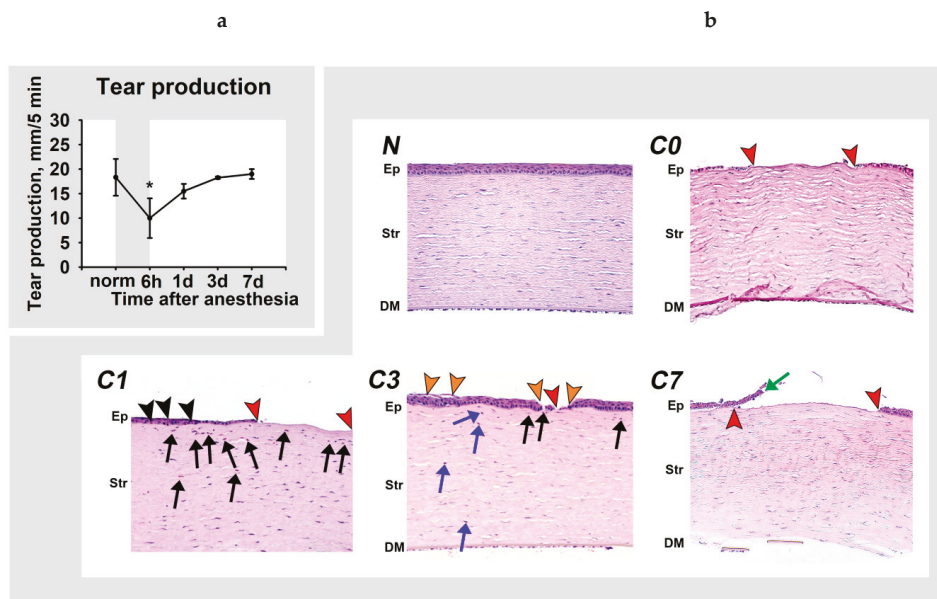 a
b
Tear production
Tear production, mm/5 min
30
25
20
15
10
5
0
*
norm 6h 1d 3d 7d
Time after anesthesia
N
Ep
Str
DM
C0
Ep
Str
DM
C1
Ep
Str
C3
Ep
Str
DM
C7
Ep
Str
DM